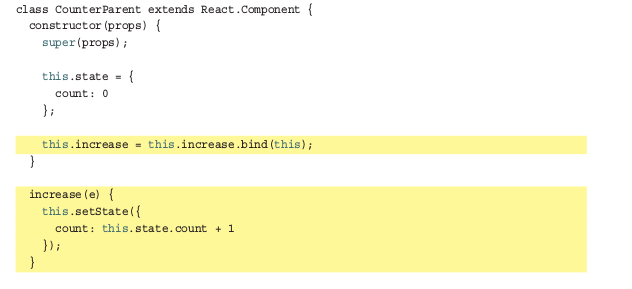 class CounterParent extends React.Component {
  constructor(props) {
    super(props);

    this.state = {
      count: 0
    };

    this.increase = this.increase.bind(this);
  }

  increase(e) {
    this.setState({
      count: this.state.count + 1
    });
  }